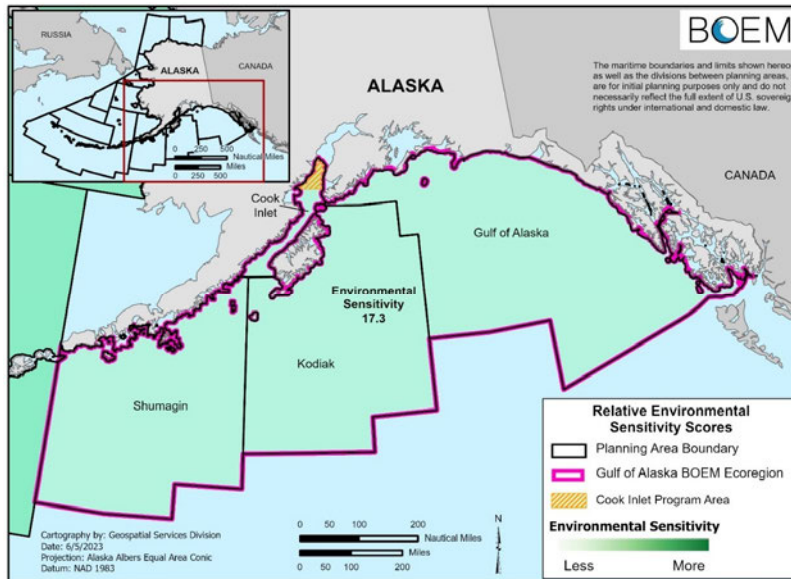 RUSSIA
ALASKA
CANADA
0 250 500
Nautical Miles
Miles
0 250 500
BOEM
The maritime boundaries and limits shown hereo
as well as the divisions between planning areas,
are for initial planning purposes only and do not
necessarily reflect the full extent of U.S. sovereig
rights under international and domestic law.
ALASKA
CANADA
Cook
Inlet
Gulf of Alaska
Environmental
Sensitivity
17.3
Kodiak
Shumagin
Relative Environmental
Sensitivity Scores
Planning Area Boundary
Gulf of Alaska BOEM Ecoregion
Cook Inlet Program Area
Environmental Sensitivity
Less More
Cartography by: Geospatial Services Division
Date: 6/5/2023
Projection: Alaska Albers Equal Area Conic
Datum: NAD 1983
0 50 100 200
Nautical Miles
Miles
0 50 100 200
N